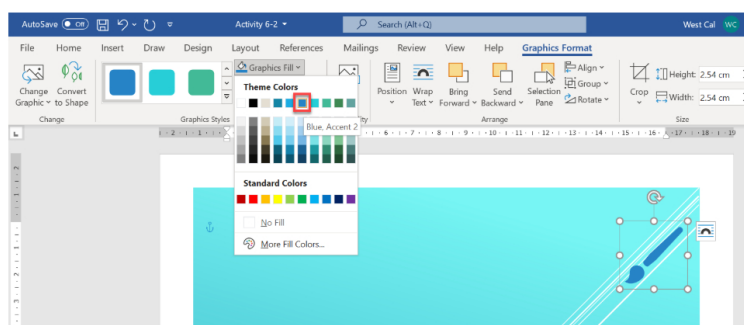 AutoSave Off Activity 6-2 Search (Alt+Q) West Cal WC
File Home Insert Draw Design Layout References Mailings Review View Help Graphics Format
Change Graphic
Convert to Shape
Change
Graphics Fill
Graphics Styles
Position
Wrap Text
Bring Forward
Send Backward
Selection Pane
Align
Group
Rotate
Arrange
Crop
Height: 2.54 cm
Width: 2.54 cm
Size
Theme Colors
Blue, Accent 2
Standard Colors
No Fill
More Fill Colors...